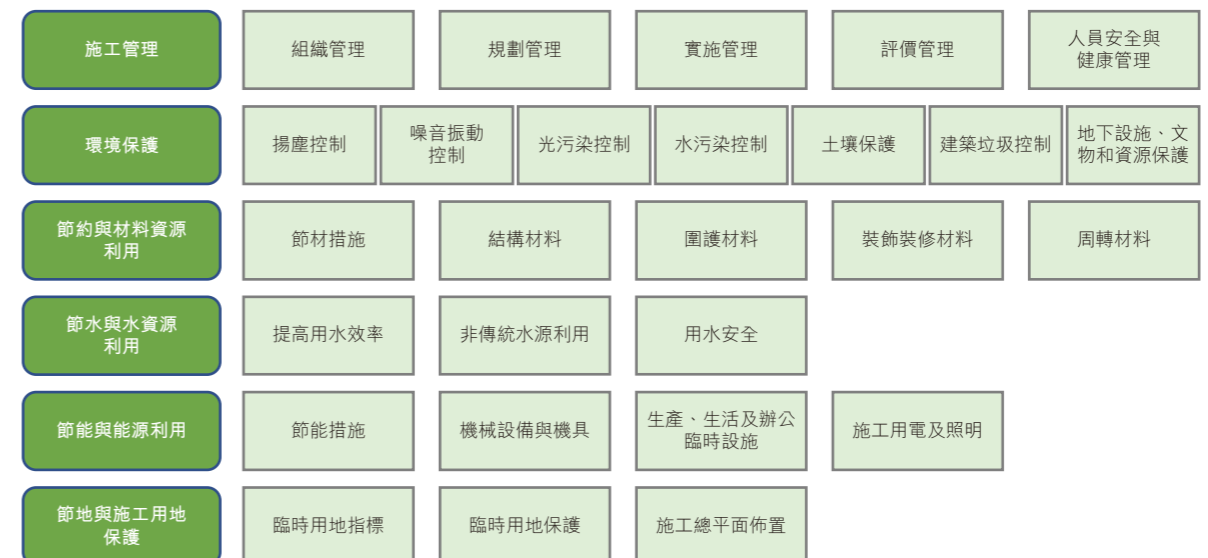 施工管理
組織管理
規劃管理
實施管理
評價管理
人員安全與
健康管理
環境保護
揚塵控制
噪音振動
控制
光污染控制
水污染控制
土壤保護
建築垃圾控制
地下設施、文
物和資源保護
節約與材料資源
利用
節材措施
結構材料
圍護材料
裝飾裝修材料
周轉材料
節水與水資源
利用
提高用水效率
非傳統水源利用
用水安全
節能與能源利用
節能措施
機械設備與機具
生產、生活及辦公
臨時設施
施工用電及照明
節地與施工用地
保護
臨時用地指標
臨時用地保護
施工總平面佈置